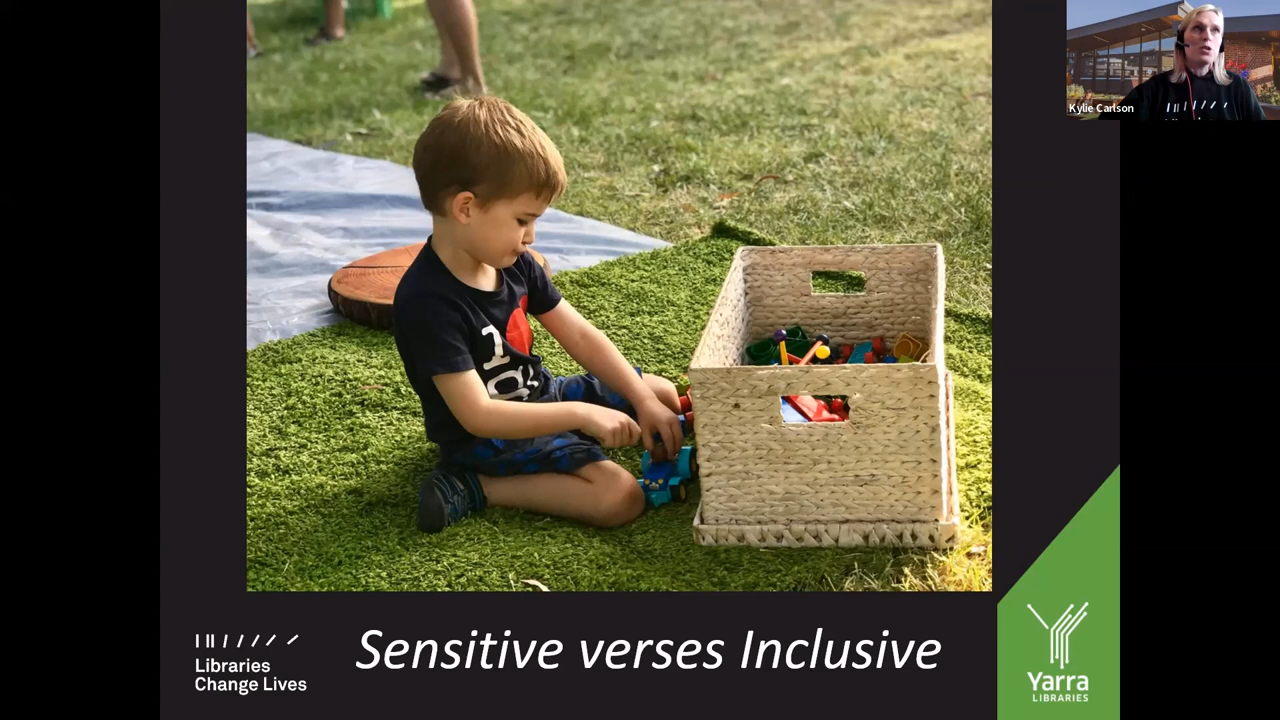 Kylie Carlson
I
Libraries
Change Lives
Sensitive verses Inclusive
Yarra
LIBRARIES